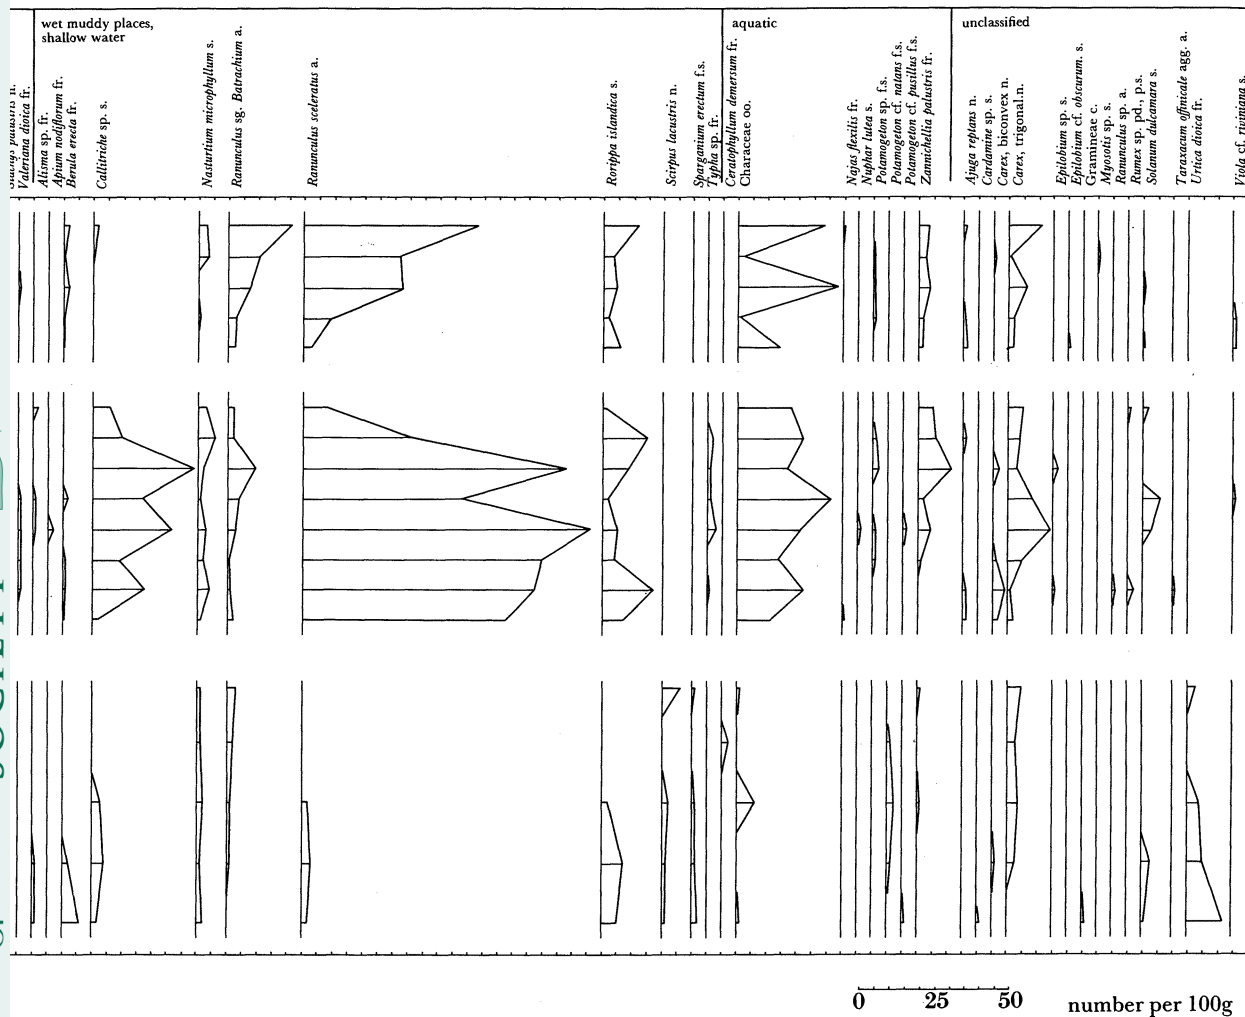 wet muddy places,
shallow water
aquatic
unclassified
Valeriana dioica fr.
Alisma sp. fr.
Apium nodiflorum fr.
Berula erecta fr.
Callitriche sp. s.
Nasturtium microphyllum s.
Ranunculus sg. Batrachium a.
Ranunculus sceleratus a.
Rorippa islandica s.
Scirpus lacustris n.
Sparganium erectum f.s.
Typha sp. fr.
Ceratophyllum demersum fr.
Characeae oo.
Najas flexilis fr.
Nuphar lutea s.
Potamogeton sp. f.s.
Potamogeton cf. natans f.s.
Potamogeton cf. pusillus f.s.
Zannichellia palustris fr.
Ajuga reptans n.
Cardamine sp. s.
Carex, biconvex n.
Carex, trigonal.n.
Epilobium sp. s.
Epilobium cf. obscurum. s.
Gramineae c.
Myosotis sp. s.
Ranunculus sp. a.
Rumex sp. pd., p.s.
Solanum dulcamara s.
Taraxacum officinale agg. a.
Urtica dioica fr.
Viola cf. riviniana s.
0 25 50 number per 100g